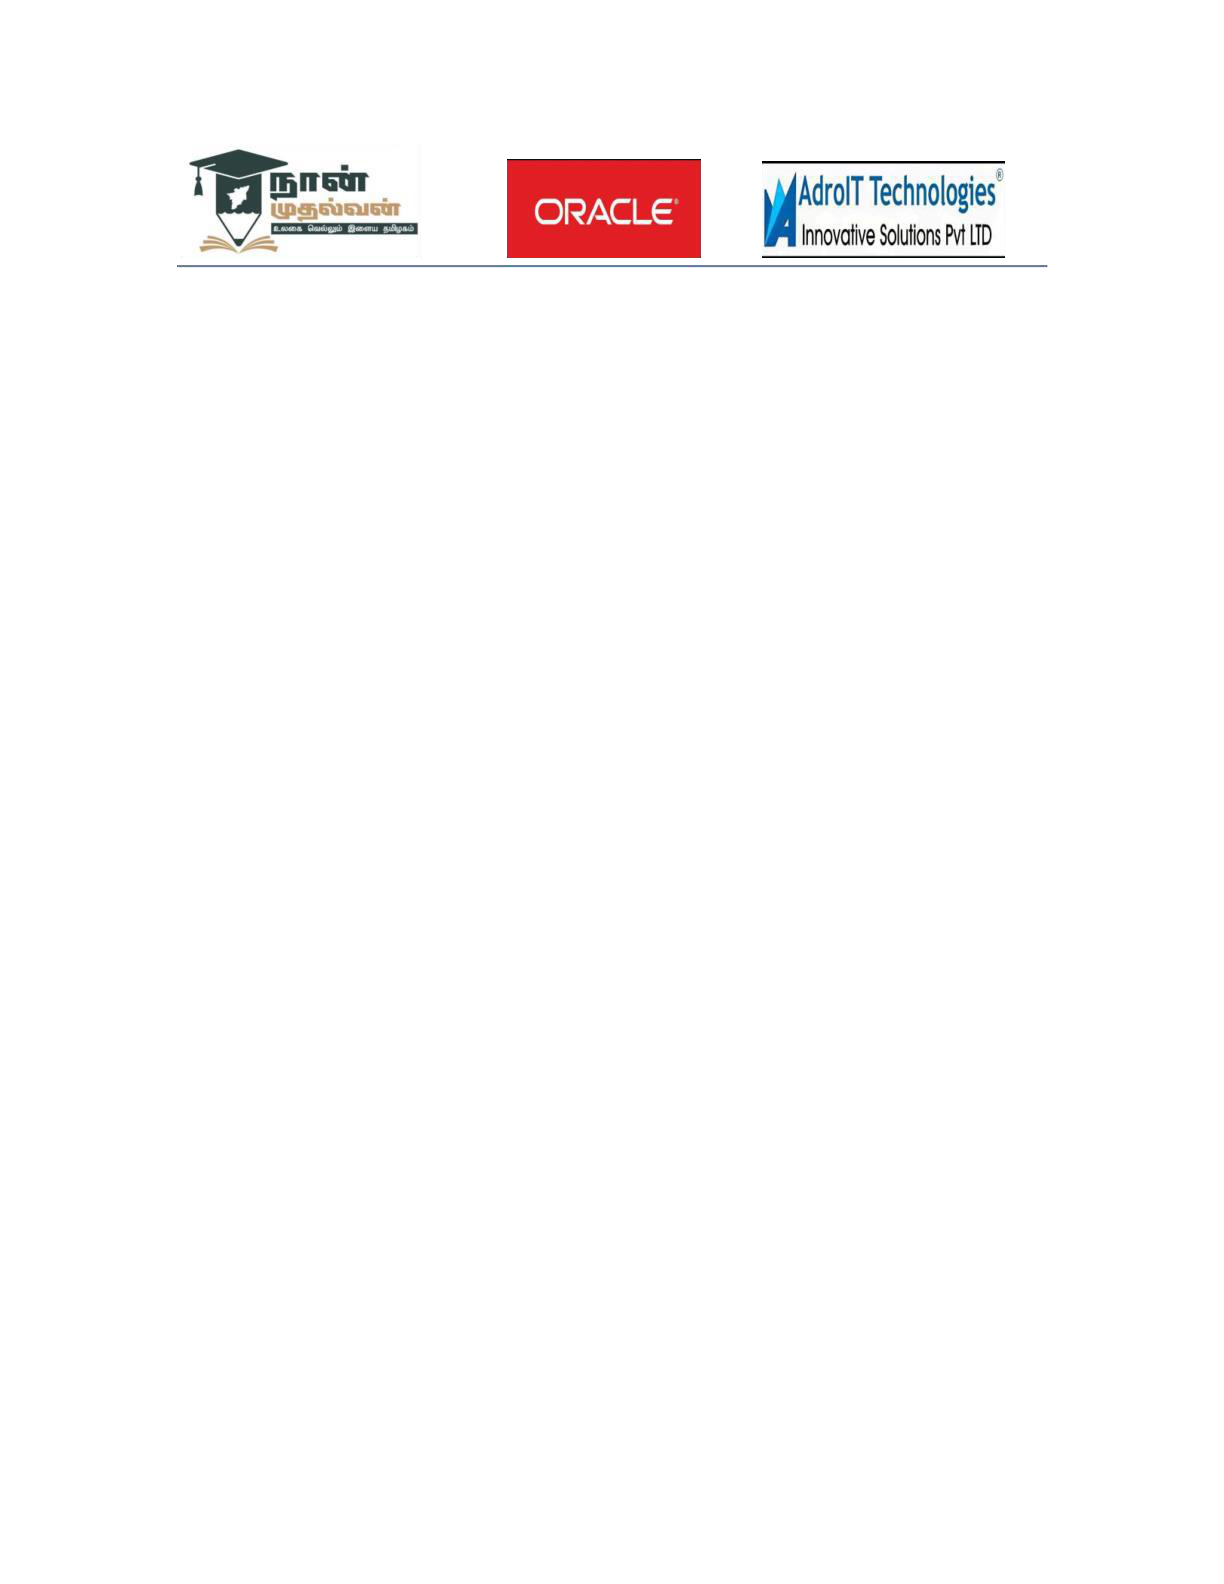 நான்
முதல்வன்
உலகை வெல்லும் இளைய தமிழகம்
ORACLE®
AdroIT Technologies®
Innovative Solutions Pvt LTD